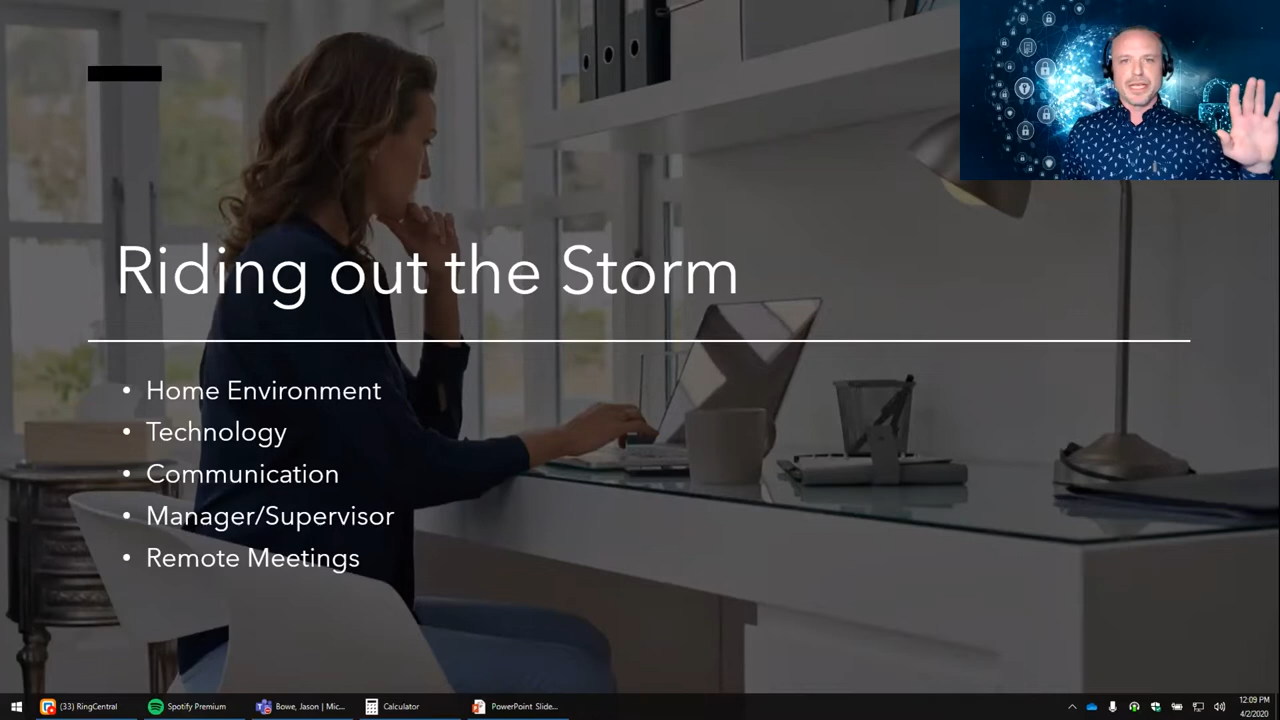 Riding out the Storm
• Home Environment
• Technology
• Communication
• Manager/Supervisor
• Remote Meetings
(33) RingCentral
Spotify Premium
Bowe, Jason | Mic...
Calculator
PowerPoint Slide...
12:09 PM
4/2/2020